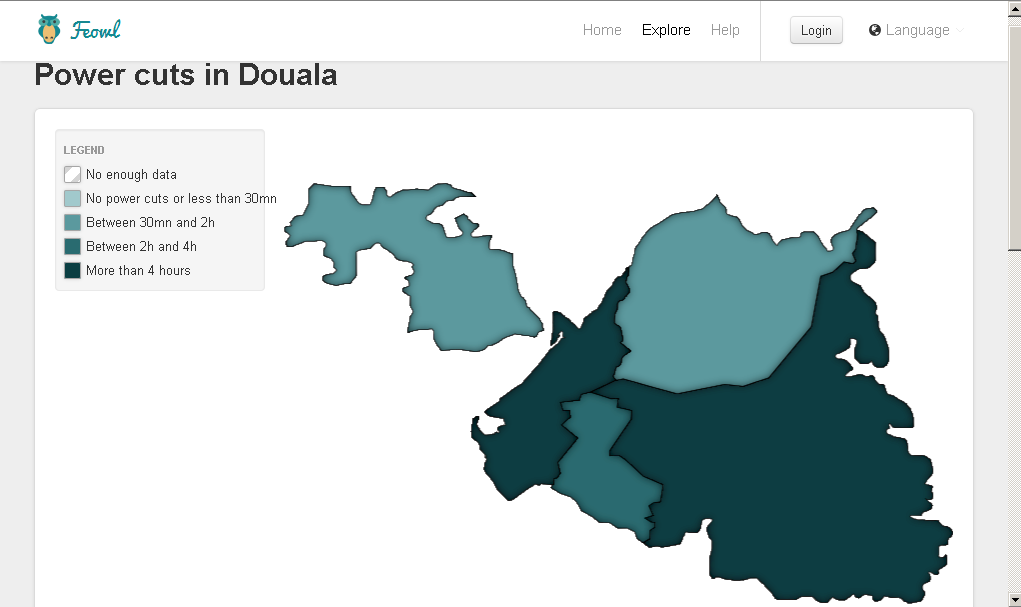 Feowl
Home Explore Help Login Language
Power cuts in Douala
LEGEND
No enough data
No power cuts or less than 30mn
Between 30mn and 2h
Between 2h and 4h
More than 4 hours